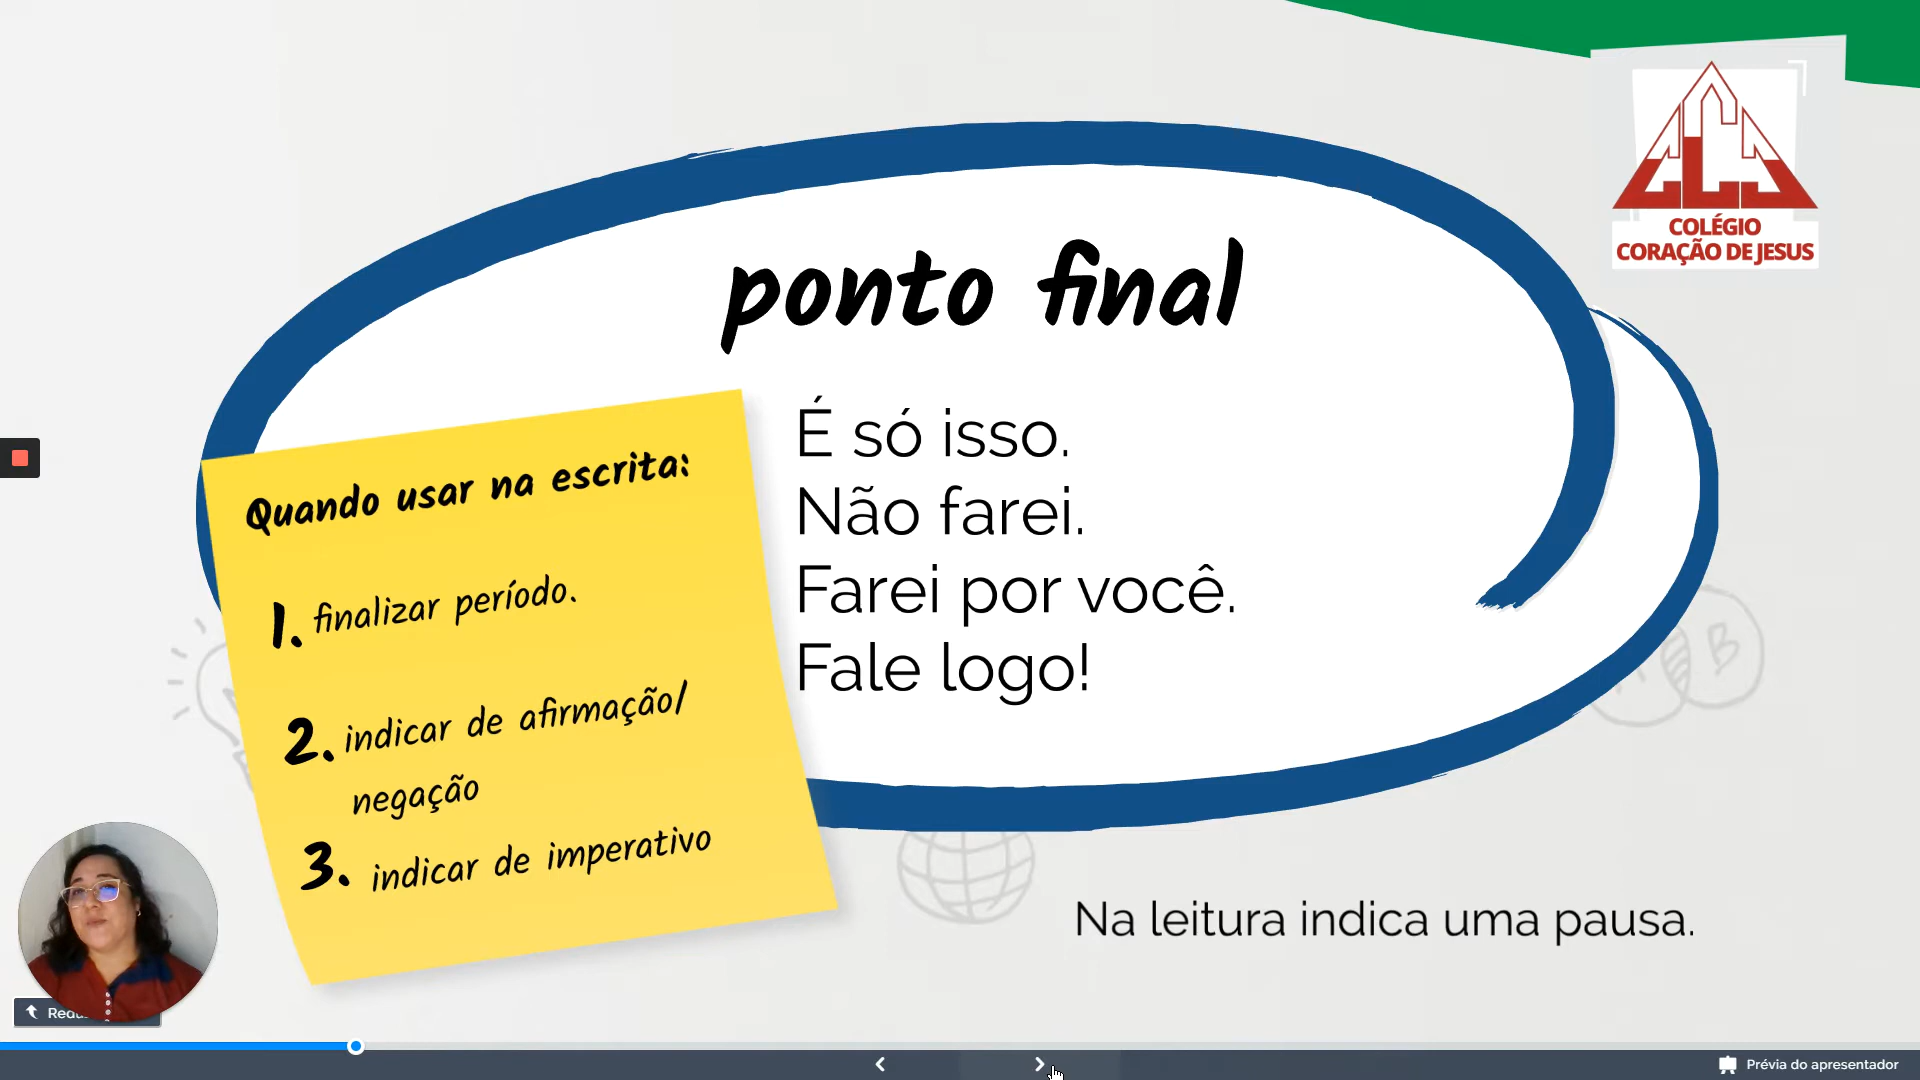 COLÉGIO
CORAÇÃO DE JESUS
ponto final
É só isso.
Não farei.
Farei por você.
Fale logo!
Quando usar na escrita:
1. finalizar período.
2. indicar de afirmação/
negação
3. indicar de imperativo
Na leitura indica uma pausa.
B
Prévia do apresentador